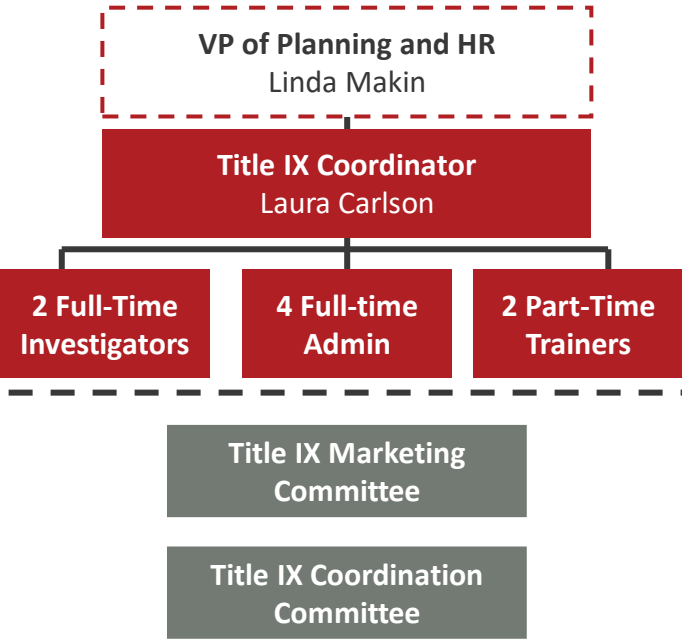 VP of Planning and HR
Linda Makin
Title IX Coordinator
Laura Carlson
2 Full-Time
Investigators
4 Full-time
Admin
2 Part-Time
Trainers
Title IX Marketing
Committee
Title IX Coordination
Committee